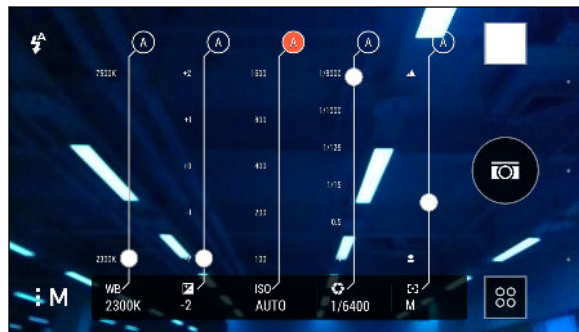 A A A A A A
7500K +2 1600 1/8000
+1 800 1/1000
+0 400 1/125
1/15
-1 200 0.5
2300K -2 100
M WB ISO
2300K -2 AUTO 1/6400 M